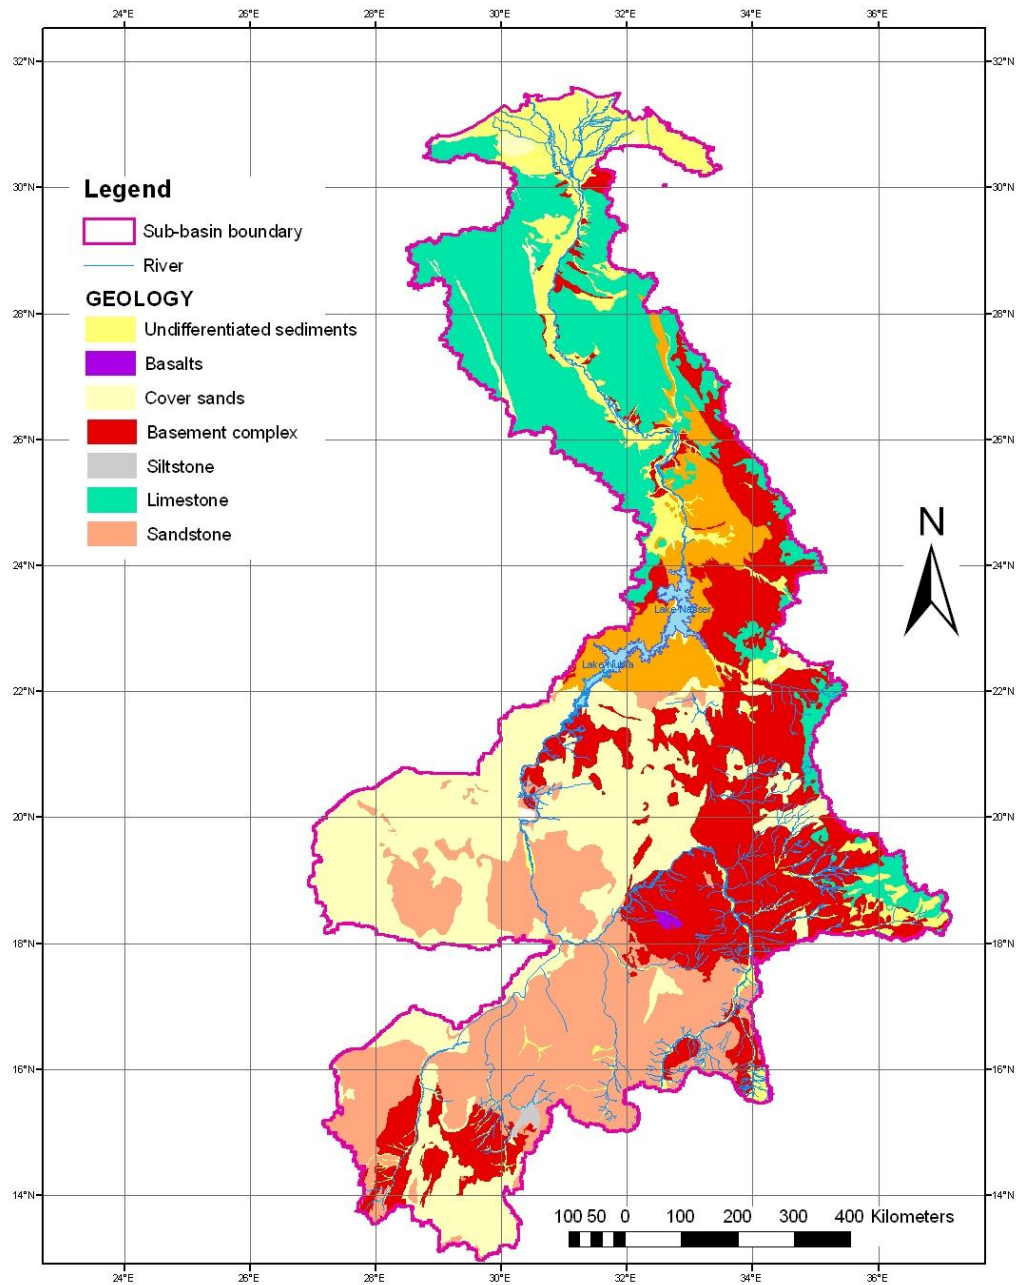 24°E 26°E 28°E 30°E 32°E 34°E 36°E
32°N 32°N
30°N 30°N
Legend
Sub-basin boundary
River
GEOLOGY
Undifferentiated sediments
Basalts
Cover sands
Basement complex
Siltstone
Limestone
Sandstone
28°N 28°N
26°N 26°N
N
24°N 24°N
Lake Nasser
Lake Nubia
22°N 22°N
20°N 20°N
18°N 18°N
16°N 16°N
14°N 14°N
100 50 0 100 200 300 400 Kilometers
24°E 26°E 28°E 30°E 32°E 34°E 36°E